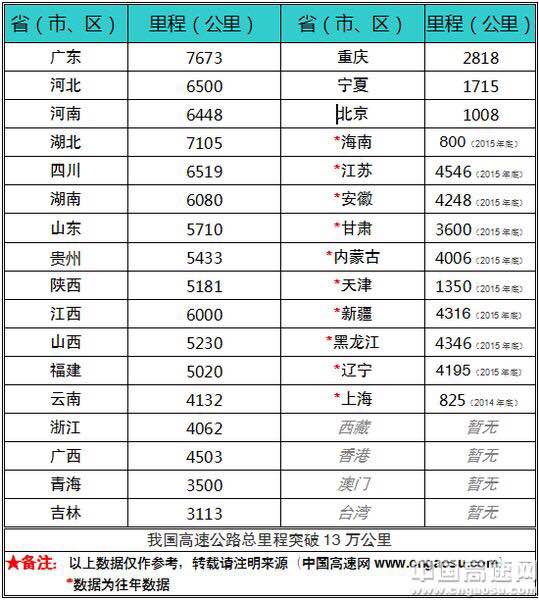 省（市、区） 里程（公里） 省（市、区） 里程（公里）
广东 7673 重庆 2818
河北 6500 宁夏 1715
河南 6448 北京 1008
湖北 7105 *海南 800（2015年底）
四川 6519 *江苏 4546（2015年底）
湖南 6080 *安徽 4248（2015年底）
山东 5710 *甘肃 3600（2015年底）
贵州 5433 *内蒙古 4006（2015年底）
陕西 5181 *天津 1350（2015年底）
江西 6000 *新疆 4316（2015年底）
山西 5230 *黑龙江 4346（2015年底）
福建 5020 *辽宁 4195（2015年底）
云南 4132 *上海 825（2014年底）
浙江 4062 西藏 暂无
广西 4503 香港 暂无
青海 3500 澳门 暂无
吉林 3113 台湾 暂无
我国高速公路总里程突破13万公里
★备注： 以上数据仅作参考，转载请注明来源（中国高速网 www.cngaosu.com）
*数据为往年数据
中国高速网
www.cngaosu.com